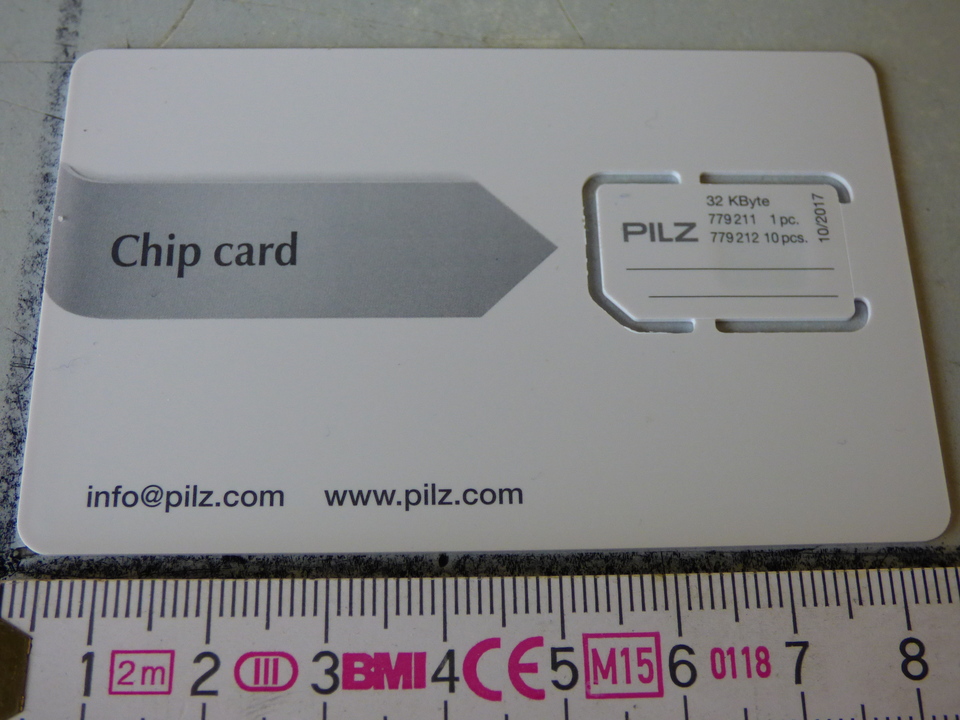 Chip card
PILZ
32 KByte
779211 1 pc.
779212 10 pcs.
10/2017
info@pilz.com www.pilz.com
1 2m 2 III 3 BMI 4 CE 5 M15 6 0118 7 8